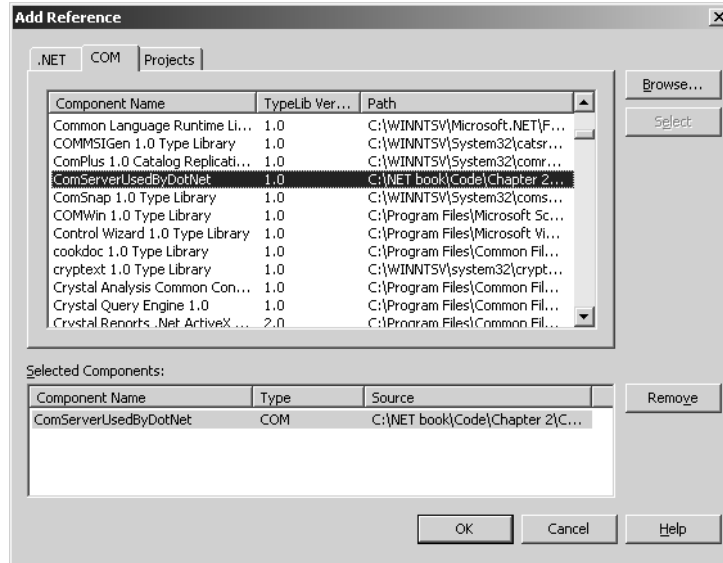 Add Reference
.NET COM Projects
Component Name TypeLib Ver... Path
Common Language Runtime Li... 1.0 C:\WINNTSV\Microsoft.NET\F...
COMMSIGen 1.0 Type Library 1.0 C:\WINNTSV\System32\catsr...
ComPlus 1.0 Catalog Replicati... 1.0 C:\WINNTSV\System32\comr...
ComServerUsedByDotNet 1.0 C:\NET book\Code\Chapter 2...
ComSnap 1.0 Type Library 1.0 C:\WINNTSV\System32\coms...
COMWin 1.0 Type Library 1.0 C:\Program Files\Microsoft Sc...
Control Wizard 1.0 Type Library 1.0 C:\Program Files\Microsoft Vi...
cookdoc 1.0 Type Library 1.0 C:\Program Files\Common Fil...
cryptext 1.0 Type Library 1.0 C:\WINNTSV\system32\crypt...
Crystal Analysis Common Con... 1.0 C:\Program Files\Common Fil...
Crystal Query Engine 1.0 1.0 C:\Program Files\Common Fil...
Crystal Reports .Net ActiveX ... 2.0 C:\Program Files\Common Fil...
Browse...
Select
Selected Components:
Component Name Type Source
ComServerUsedByDotNet COM C:\NET book\Code\Chapter 2\C...
Remove
OK Cancel Help